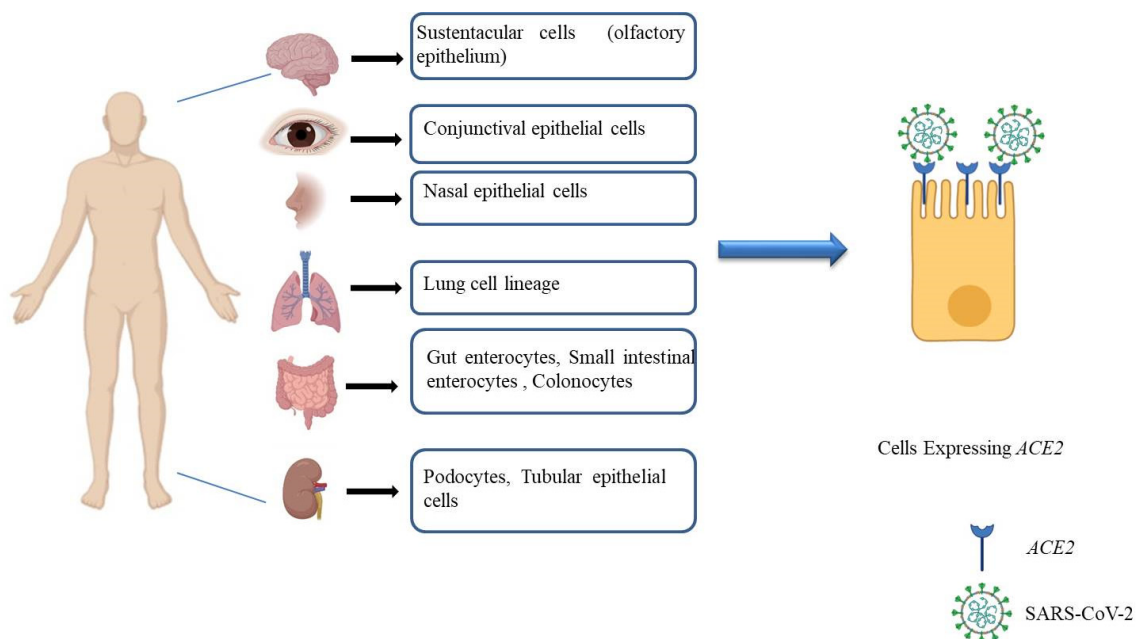 Sustentacular cells (olfactory
epithelium)
Conjunctival epithelial cells
Nasal epithelial cells
Lung cell lineage
Gut enterocytes, Small intestinal
enterocytes , Colonocytes
Podocytes, Tubular epithelial
cells
Cells Expressing ACE2
ACE2
SARS-CoV-2